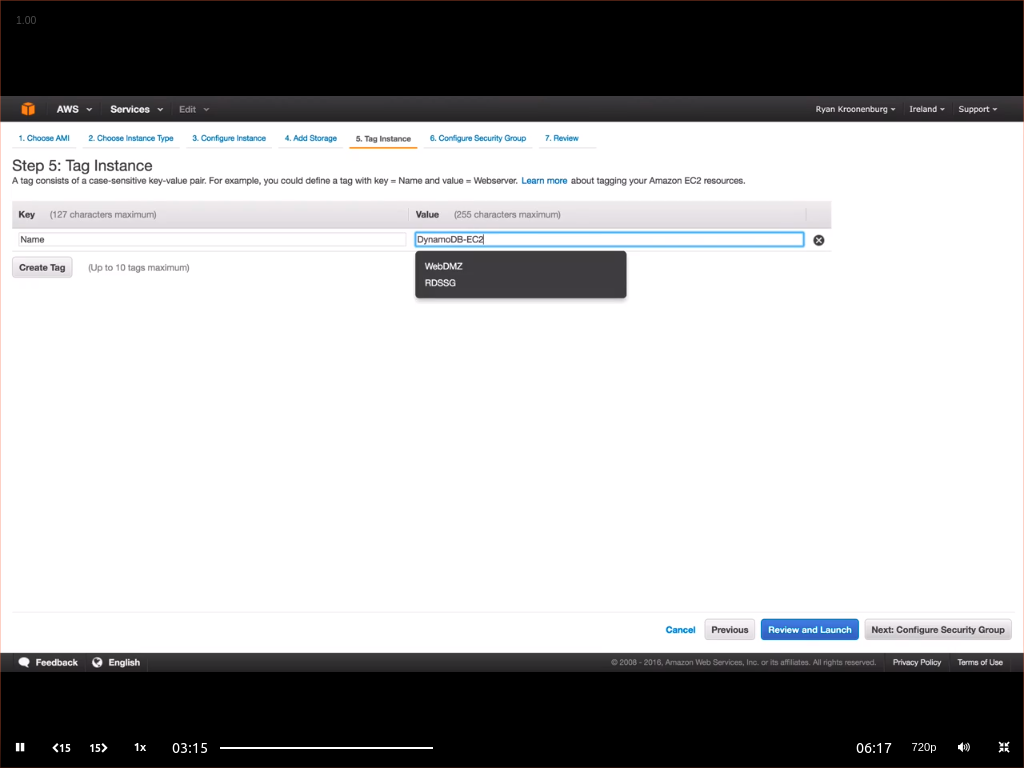 1.00
AWS Services Edit Ryan Kroonenburg Ireland Support
1. Choose AMI 2. Choose Instance Type 3. Configure Instance 4. Add Storage 5. Tag Instance 6. Configure Security Group 7. Review
Step 5: Tag Instance
A tag consists of a case-sensitive key-value pair. For example, you could define a tag with key = Name and value = Webserver. Learn more about tagging your Amazon EC2 resources.
Key (127 characters maximum) Value (255 characters maximum)
Name DynamoDB-EC2
Create Tag (Up to 10 tags maximum)
WebDMZ
RDSSG
Cancel Previous Review and Launch Next: Configure Security Group
Feedback English © 2008 - 2016, Amazon Web Services, Inc. or its affiliates. All rights reserved. Privacy Policy Terms of Use
15 15 1x 03:15 06:17 720p